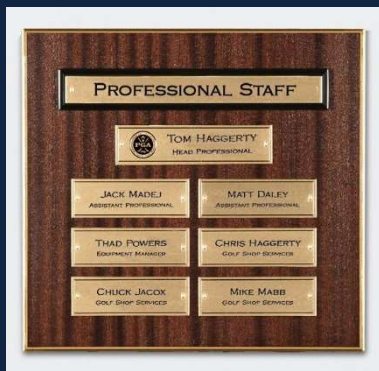 PROFESSIONAL STAFF
PGA
TOM HAGGERTY
HEAD PROFESSIONAL
JACK MADEJ
ASSISTANT PROFESSIONAL
MATT DALEY
ASSISTANT PROFESSIONAL
THAD POWERS
EQUIPMENT MANAGER
CHRIS HAGGERTY
GOLF SHOP SERVICES
CHUCK JACOX
GOLF SHOP SERVICES
MIKE MABB
GOLF SHOP SERVICES